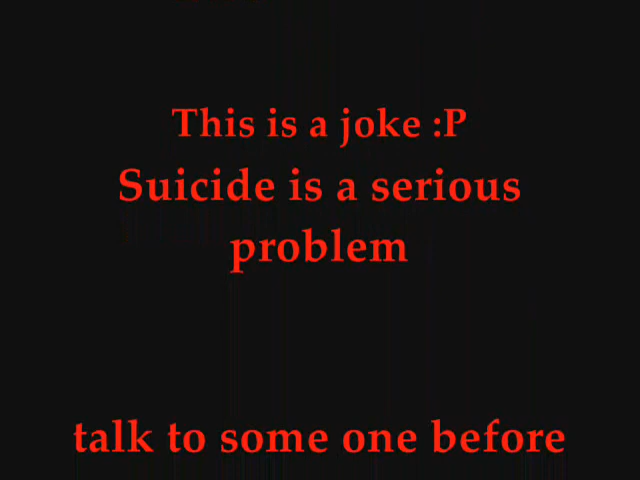 This is a joke :P
Suicide is a serious
problem
talk to some one before